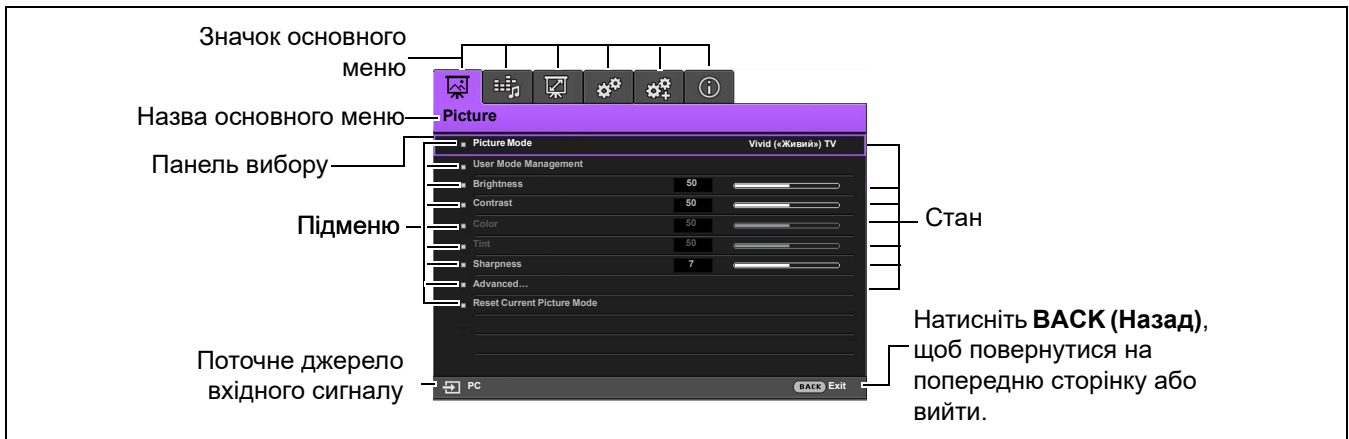 Значок основного
меню
Назва основного меню
Picture
Панель вибору
Picture Mode Vivid («Живий») TV
User Mode Management
Brightness 50
Contrast 50
Підменю
Color 50
Стан
Tint 50
Sharpness 7
Advanced...
Reset Current Picture Mode
Натисніть BACK (Назад),
щоб повернутися на
попередню сторінку або
вийти.
Поточне джерело
вхідного сигналу
PC
BACK Exit